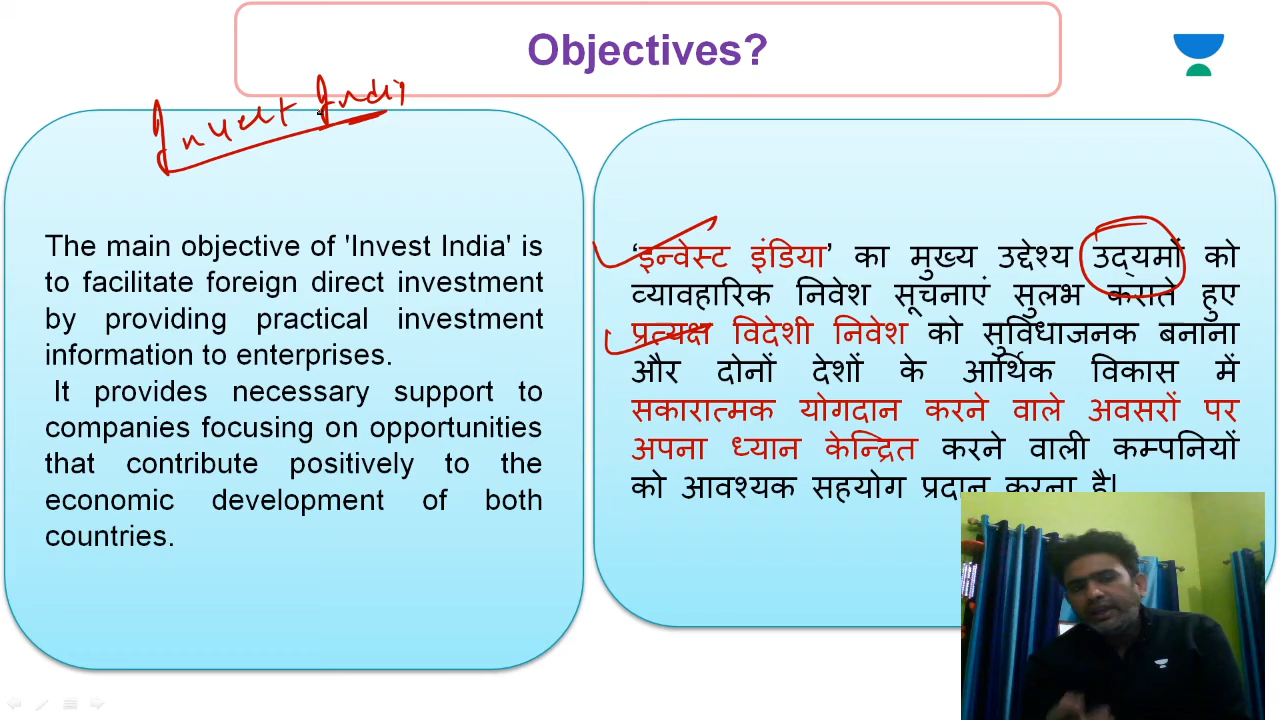 Objectives?
Invest India
The main objective of 'Invest India' is
to facilitate foreign direct investment
by providing practical investment
information to enterprises.
It provides necessary support to
companies focusing on opportunities
that contribute positively to the
economic development of both
countries.
‘इन्वेस्ट इंडिया’ का मुख्य उद्देश्य उद्यमों को
व्यावहारिक निवेश सूचनाएं सुलभ कराते हुए
प्रत्यक्ष विदेशी निवेश को सुविधाजनक बनाना
और दोनों देशों के आर्थिक विकास में
सकारात्मक योगदान करने वाले अवसरों पर
अपना ध्यान केन्द्रित करने वाली कम्पनियों
को आवश्यक सहयोग प्रदान करना है।